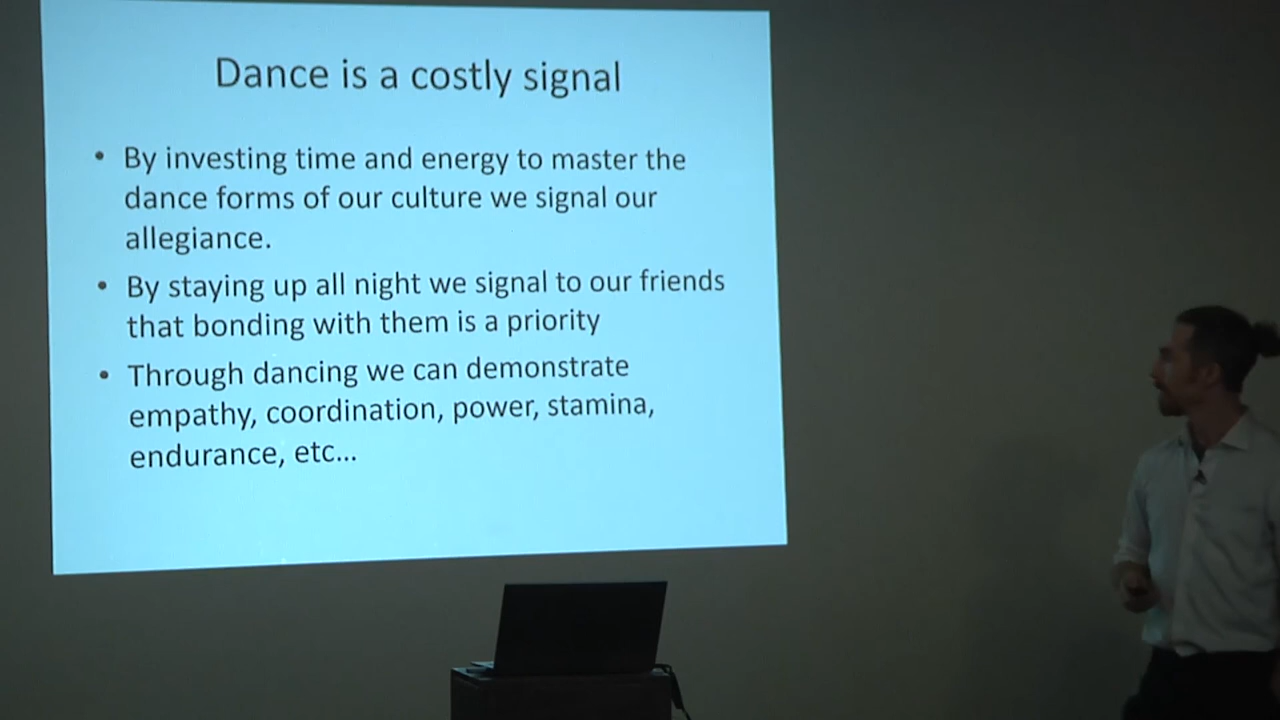 Dance is a costly signal
• By investing time and energy to master the
dance forms of our culture we signal our
allegiance.
• By staying up all night we signal to our friends
that bonding with them is a priority
• Through dancing we can demonstrate
empathy, coordination, power, stamina,
endurance, etc...